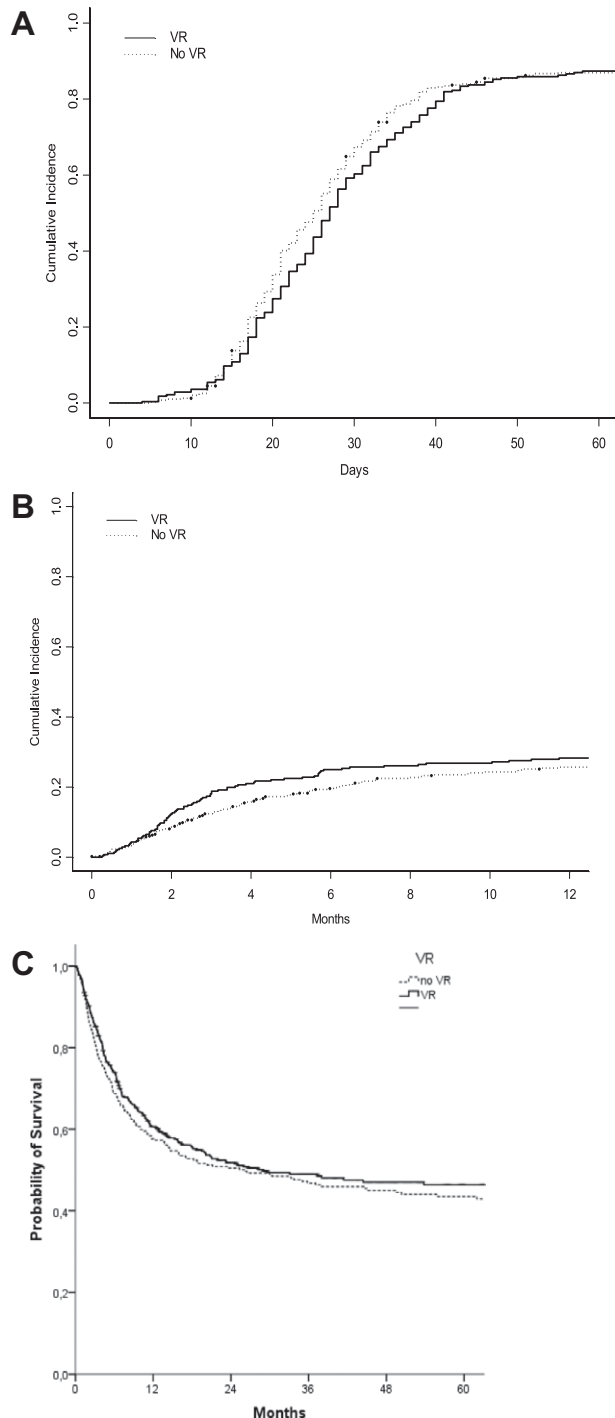 A
VR
No VR
Cumulative Incidence
0.0 0.2 0.4 0.6 0.8 1.0
0 10 20 30 40 50 60
Days
B
VR
No VR
Cumulative Incidence
0.0 0.2 0.4 0.6 0.8 1.0
0 2 4 6 8 10 12
Months
C
VR
no VR
VR
Probability of Survival
1,0
0,8
0,6
0,4
0,2
0,0
0 12 24 36 48 60
Months